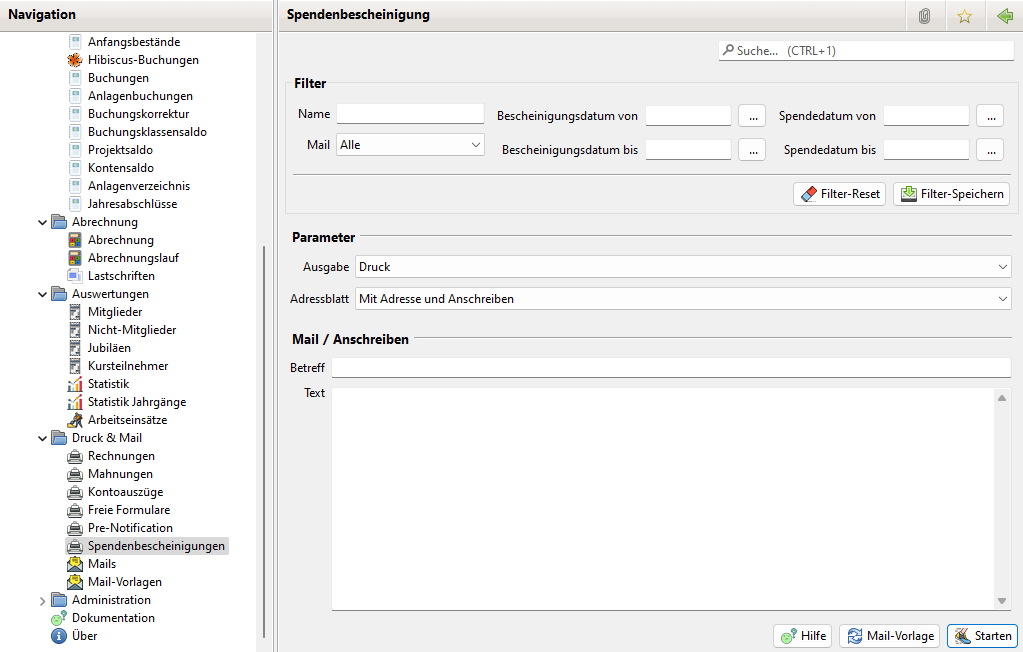 Navigation
Anfangsbestände
Hibiscus-Buchungen
Buchungen
Anlagenbuchungen
Buchungskorrektur
Buchungsklassensaldo
Projektsaldo
Kontensaldo
Anlagenverzeichnis
Jahresabschlüsse
Abrechnung
Abrechnung
Abrechnungslauf
Lastschriften
Auswertungen
Mitglieder
Nicht-Mitglieder
Jubiläen
Kursteilnehmer
Statistik
Statistik Jahrgänge
Arbeitseinsätze
Druck & Mail
Rechnungen
Mahnungen
Kontoauszüge
Freie Formulare
Pre-Notification
Spendenbescheinigungen
Mails
Mail-Vorlagen
Administration
Dokumentation
Über
Spendenbescheinigung
Suche... (CTRL+1)
Filter
Name Bescheinigungsdatum von ... Spendedatum von ...
Mail Alle Bescheinigungsdatum bis ... Spendedatum bis ...
Filter-Reset Filter-Speichern
Parameter
Ausgabe Druck
Adressblatt Mit Adresse und Anschreiben
Mail / Anschreiben
Betreff
Text
Hilfe Mail-Vorlage Starten